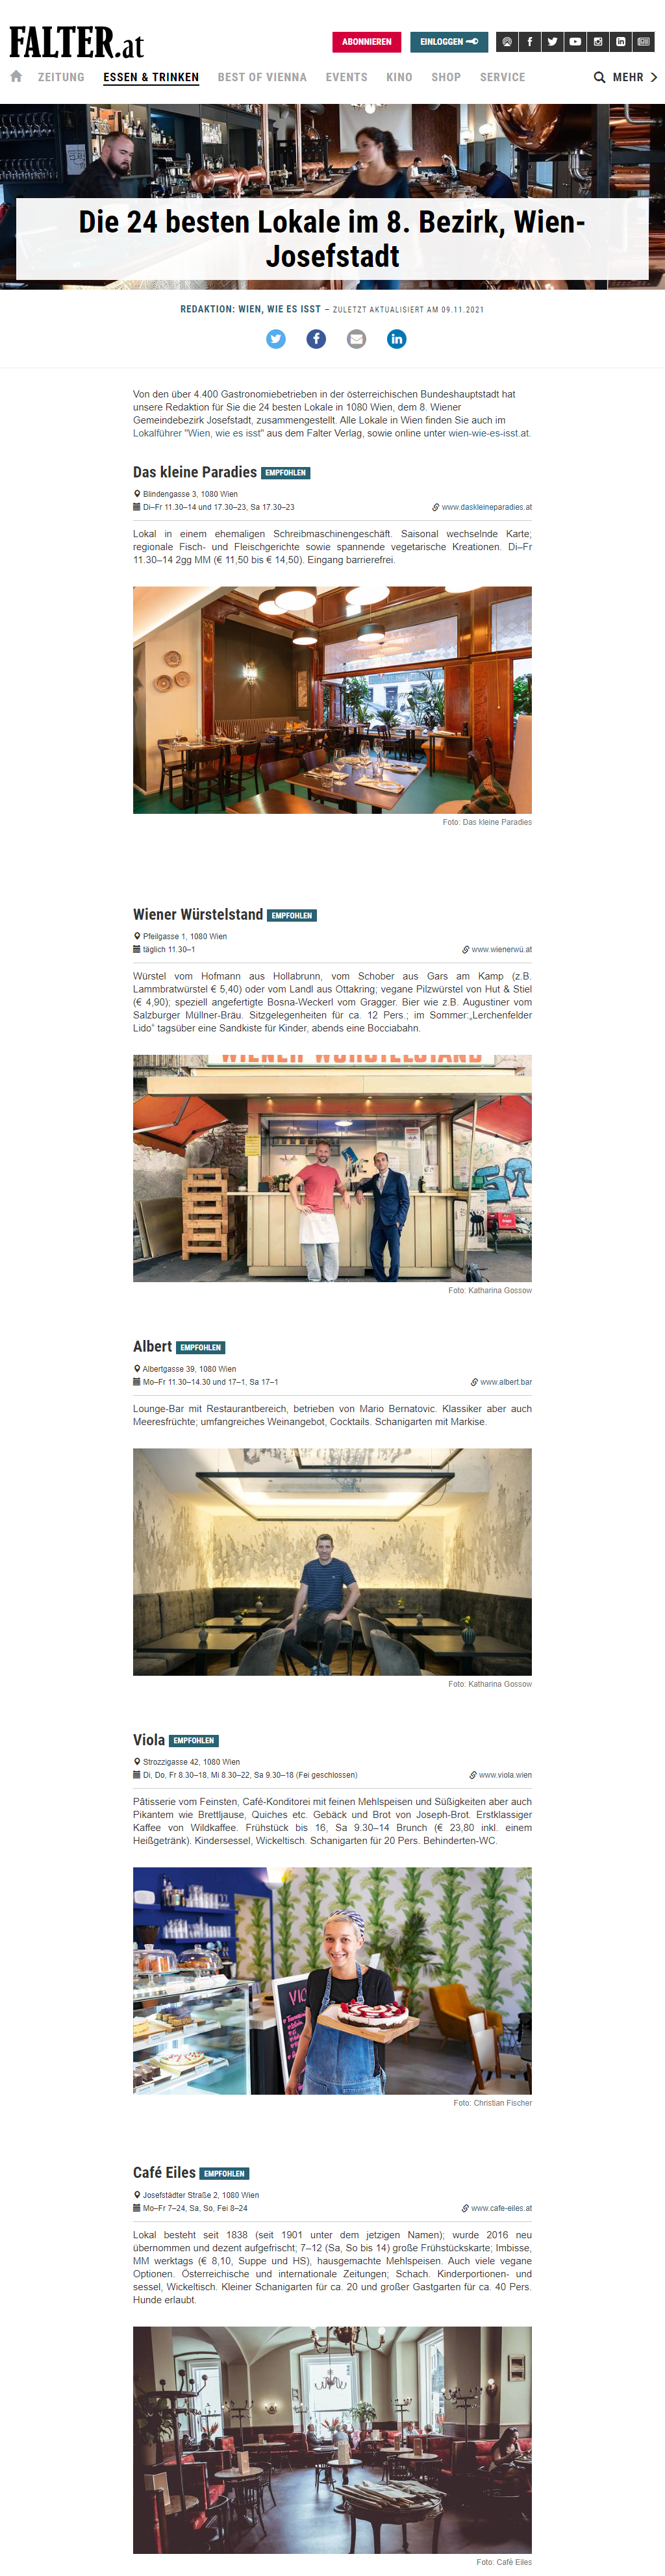 FALTER.at
ABONNIEREN
EINLOGGEN
ZEITUNG
ESSEN & TRINKEN
BEST OF VIENNA
EVENTS
KINO
SHOP
SERVICE
MEHR
Die 24 besten Lokale im 8. Bezirk, Wien-
Josefstadt
REDAKTION: WIEN, WIE ES ISST – ZULETZT AKTUALISIERT AM 09.11.2021
Von den über 4.400 Gastronomiebetrieben in der österreichischen Bundeshauptstadt hat
unsere Redaktion für Sie die 24 besten Lokale in 1080 Wien, dem 8. Wiener
Gemeindebezirk Josefstadt, zusammengestellt. Alle Lokale in Wien finden Sie auch im
Lokalführer "Wien, wie es isst" aus dem Falter Verlag, sowie online unter wien-wie-es-isst.at.
Das kleine Paradies EMPFOHLEN
Blindengasse 3, 1080 Wien
Di–Fr 11.30–14 und 17.30–23, Sa 17.30–23
www.daskleineparadies.at
Lokal in einem ehemaligen Schreibmaschinengeschäft. Saisonal wechselnde Karte;
regionale Fisch- und Fleischgerichte sowie spannende vegetarische Kreationen. Di–Fr
11.30–14 2gg MM (€ 11,50 bis € 14,50). Eingang barrierefrei.
Foto: Das kleine Paradies
Wiener Würstelstand EMPFOHLEN
Pfeilgasse 1, 1080 Wien
täglich 11.30–1
www.wienerwü.at
Würstel vom Hofmann aus Hollabrunn, vom Schober aus Gars am Kamp (z.B.
Lammbratwürstel € 5,40) oder vom Landl aus Ottakring; vegane Pilzwürstel von Hut & Stiel
(€ 4,90); speziell angefertigte Bosna-Weckerl vom Gragger. Bier wie z.B. Augustiner vom
Salzburger Müllner-Bräu. Sitzgelegenheiten für ca. 12 Pers.; im Sommer:„Lerchenfelder
Lido“ tagsüber eine Sandkiste für Kinder, abends eine Bocciabahn.
WIENER WÜRSTELSTAND
Foto: Katharina Gossow
Albert EMPFOHLEN
Albertgasse 39, 1080 Wien
Mo–Fr 11.30–14.30 und 17–1, Sa 17–1
www.albert.bar
Lounge-Bar mit Restaurantbereich, betrieben von Mario Bernatovic. Klassiker aber auch
Meeresfrüchte; umfangreiches Weinangebot, Cocktails. Schanigarten mit Markise.
Foto: Katharina Gossow
Viola EMPFOHLEN
Strozzigasse 42, 1080 Wien
Di, Do, Fr 8.30–18, Mi 8.30–22, Sa 9.30–18 (Fei geschlossen)
www.viola.wien
Pâtisserie vom Feinsten, Café-Konditorei mit feinen Mehlspeisen und Süßigkeiten aber auch
Pikantem wie Brettljause, Quiches etc. Gebäck und Brot von Joseph-Brot. Erstklassiger
Kaffee von Wildkaffee. Frühstück bis 16, Sa 9.30–14 Brunch (€ 23,80 inkl. einem
Heißgetränk). Kindersessel, Wickeltisch. Schanigarten für 20 Pers. Behinderten-WC.
Foto: Christian Fischer
Café Eiles EMPFOHLEN
Josefstädter Straße 2, 1080 Wien
Mo–Fr 7–24, Sa, So, Fei 8–24
www.cafe-eiles.at
Lokal besteht seit 1838 (seit 1901 unter dem jetzigen Namen); wurde 2016 neu
übernommen und dezent aufgefrischt; 7–12 (Sa, So bis 14) große Frühstückskarte; Imbisse,
MM werktags (€ 8,10, Suppe und HS), hausgemachte Mehlspeisen. Auch viele vegane
Optionen. Österreichische und internationale Zeitungen; Schach. Kinderportionen- und
sessel, Wickeltisch. Kleiner Schanigarten für ca. 20 und großer Gastgarten für ca. 40 Pers.
Hunde erlaubt.
Foto: Café Eiles